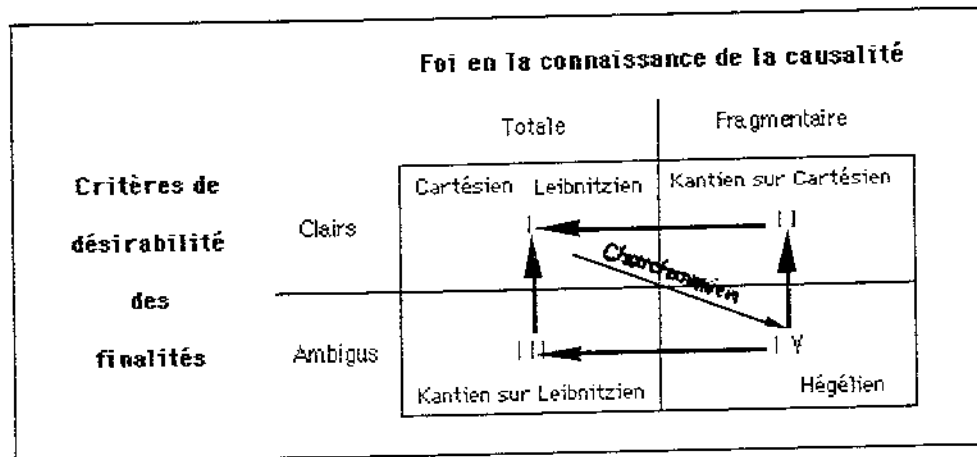 Foi en la connaissance de la causalité
Totale
Fragmentaire
Critères de
désirabilité
des
finalités
Clairs
Ambigus
Cartésien Leibnitzien
Kantien sur Cartésien
I
II
Churchmanien
III
IV
Kantien sur Leibnitzien
Hégélien